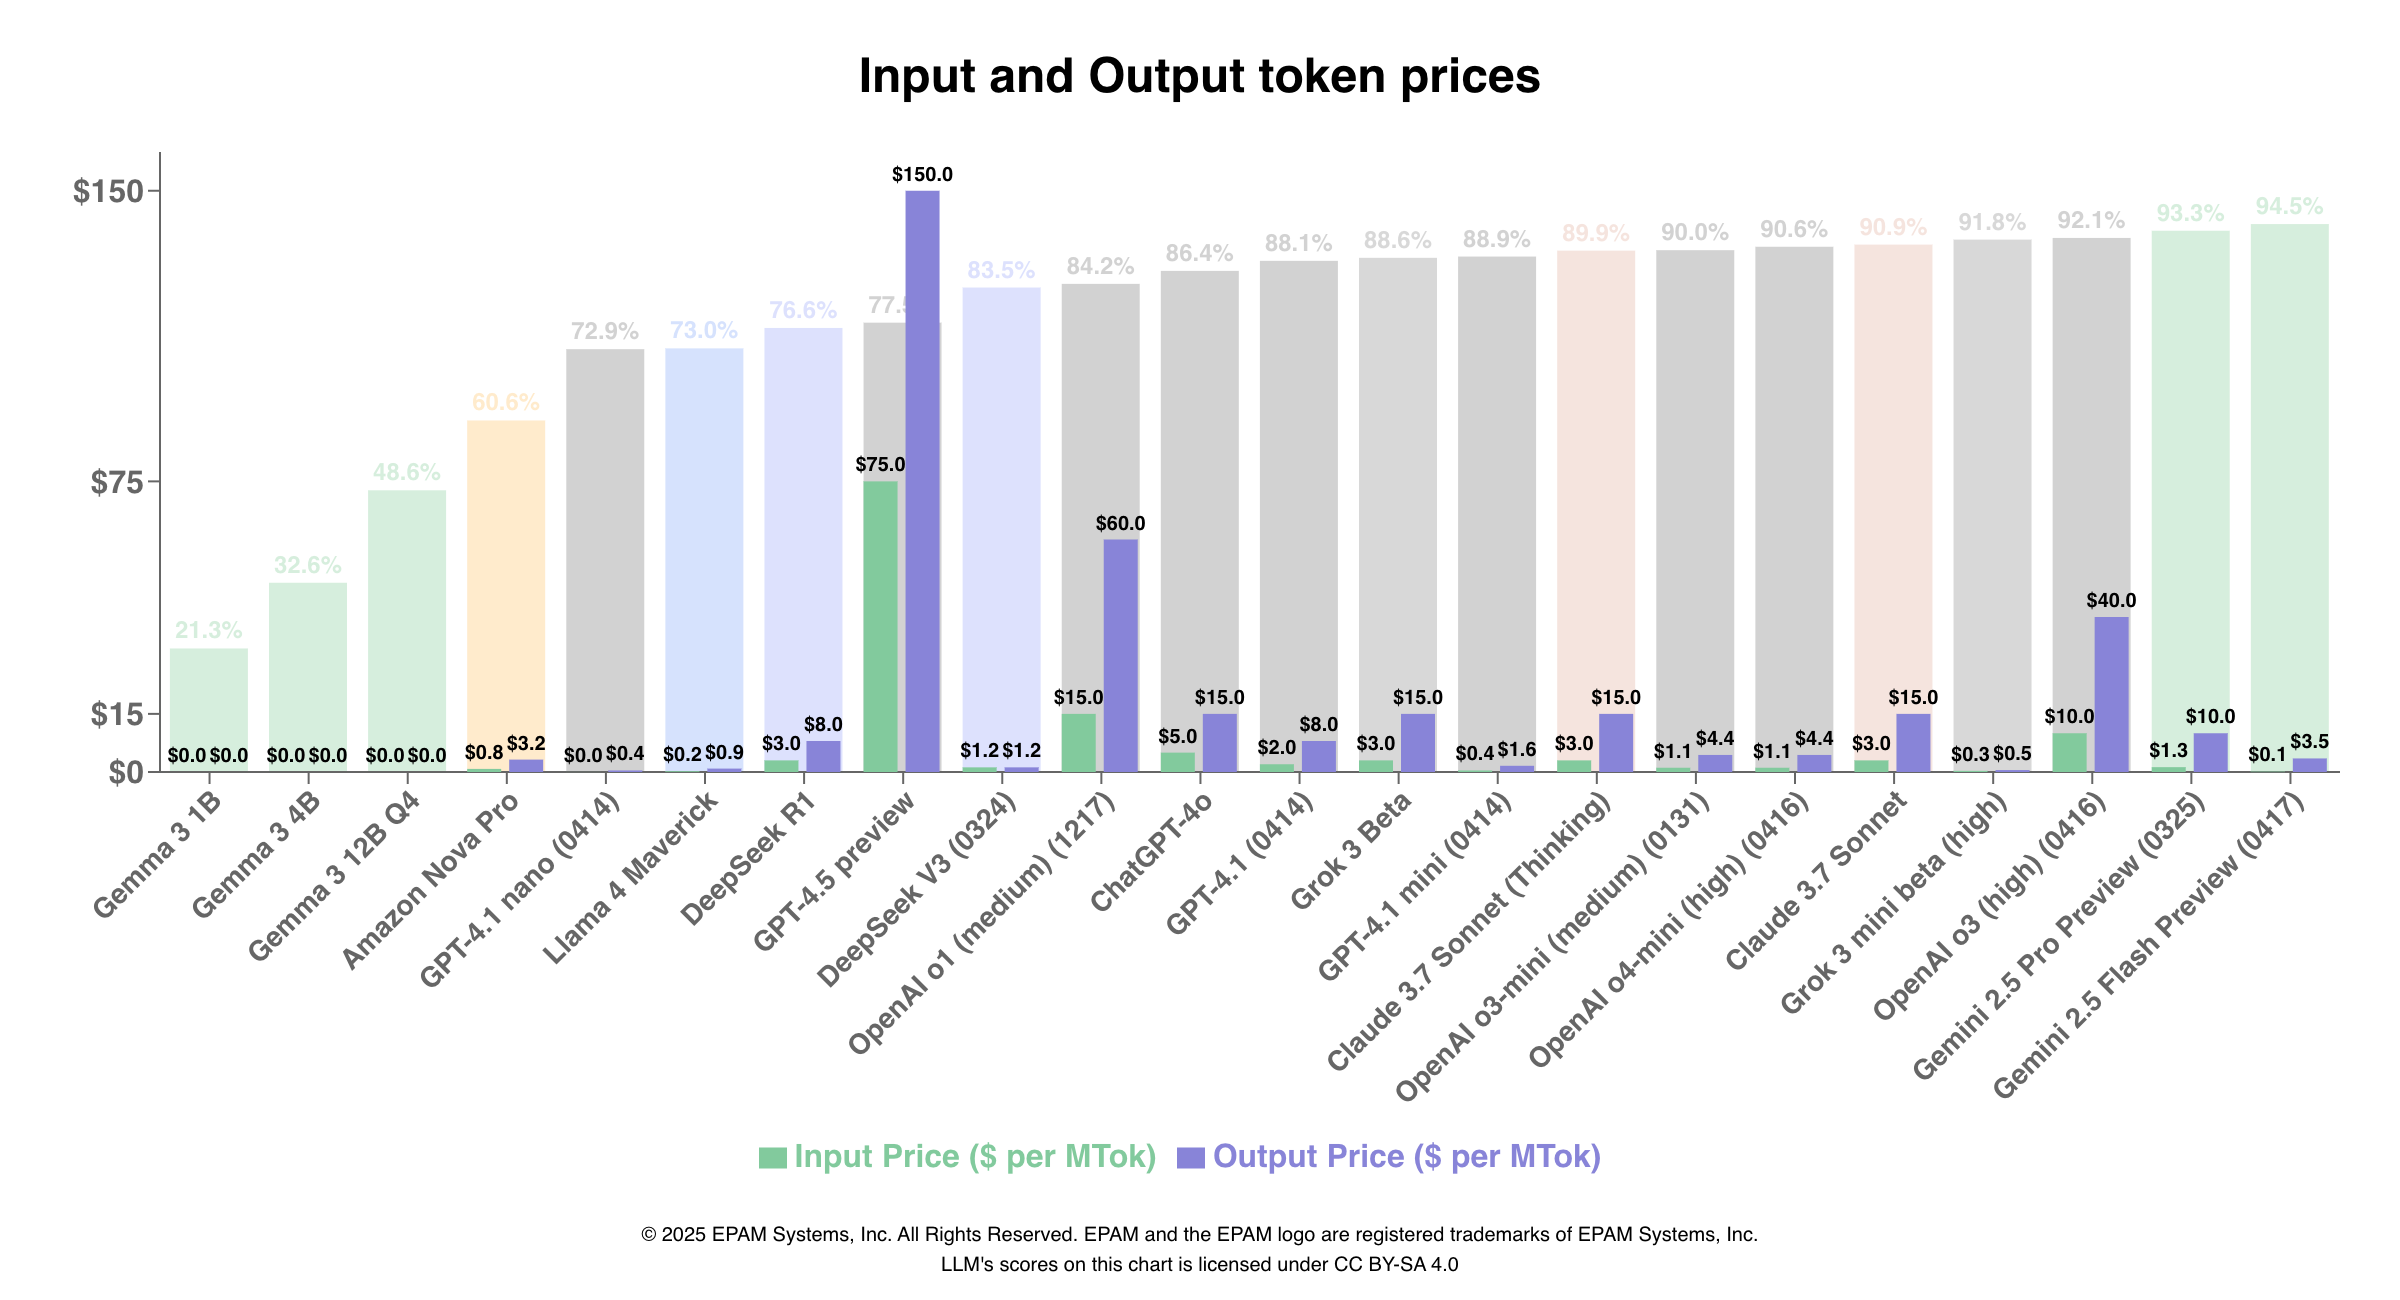 Input and Output token prices
$150
$75
$15
$0
21.3%
32.6%
48.6%
60.6%
72.9%
73.0%
76.6%
83.5%
84.2%
86.4%
88.1%
88.6%
88.9%
89.9%
90.0%
90.6%
90.9%
91.8%
92.1%
93.3%
94.5%
$0.0 $0.0
$0.0 $0.0
$0.0 $0.0
$0.8 $3.2
$0.0 $0.4
$0.2 $0.9
$3.0 $8.0
$75.0 $150.0
$1.2 $1.2
$15.0 $60.0
$5.0 $15.0
$2.0 $8.0
$3.0 $15.0
$0.4 $1.6
$3.0 $15.0
$1.1 $4.4
$1.1 $4.4
$3.0 $15.0
$0.3 $0.5
$10.0 $40.0
$1.3 $10.0
$0.1 $3.5
Gemma 3 1B
Gemma 3 4B
Gemma 3 12B Q4
Amazon Nova Pro
GPT-4.1 nano (0414)
Llama 4 Maverick
DeepSeek R1
GPT-4.5 preview
DeepSeek V3 (0324)
OpenAI o1 (medium) (1217)
ChatGPT-4o
GPT-4.1 (0414)
Grok 3 Beta
GPT-4.1 mini (0414)
Claude 3.7 Sonnet (Thinking)
OpenAI o3-mini (medium) (0131)
OpenAI o4-mini (high) (0416)
Claude 3.7 Sonnet
Grok 3 mini beta (high)
OpenAI o3 (high) (0416)
Gemini 2.5 Pro Preview (0325)
Gemini 2.5 Flash Preview (0417)
Input Price ($ per MTok) Output Price ($ per MTok)
© 2025 EPAM Systems, Inc. All Rights Reserved. EPAM and the EPAM logo are registered trademarks of EPAM Systems, Inc.
LLM's scores on this chart is licensed under CC BY-SA 4.0